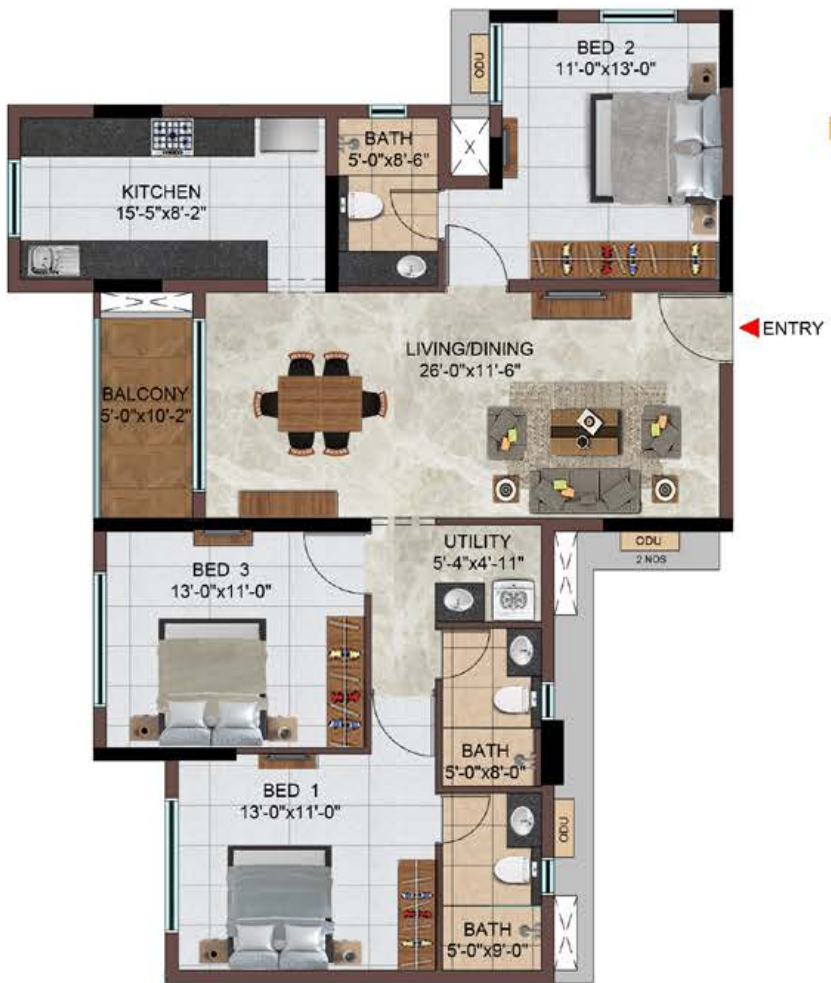 BED 2
11'-0"x13'-0"
ODU
BATH
5'-0"x8'-6"
X
KITCHEN
15'-5"x8'-2"
ENTRY
LIVING/DINING
26'-0"x11'-6"
BALCONY
5'-0"x10'-2"
UTILITY
5'-4"x4'-11"
ODU
2 NOS
BED 3
13'-0"x11'-0"
BATH
5'-0"x8'-0"
BED 1
13'-0"x11'-0"
ODU
BATH
5'-0"x9'-0"